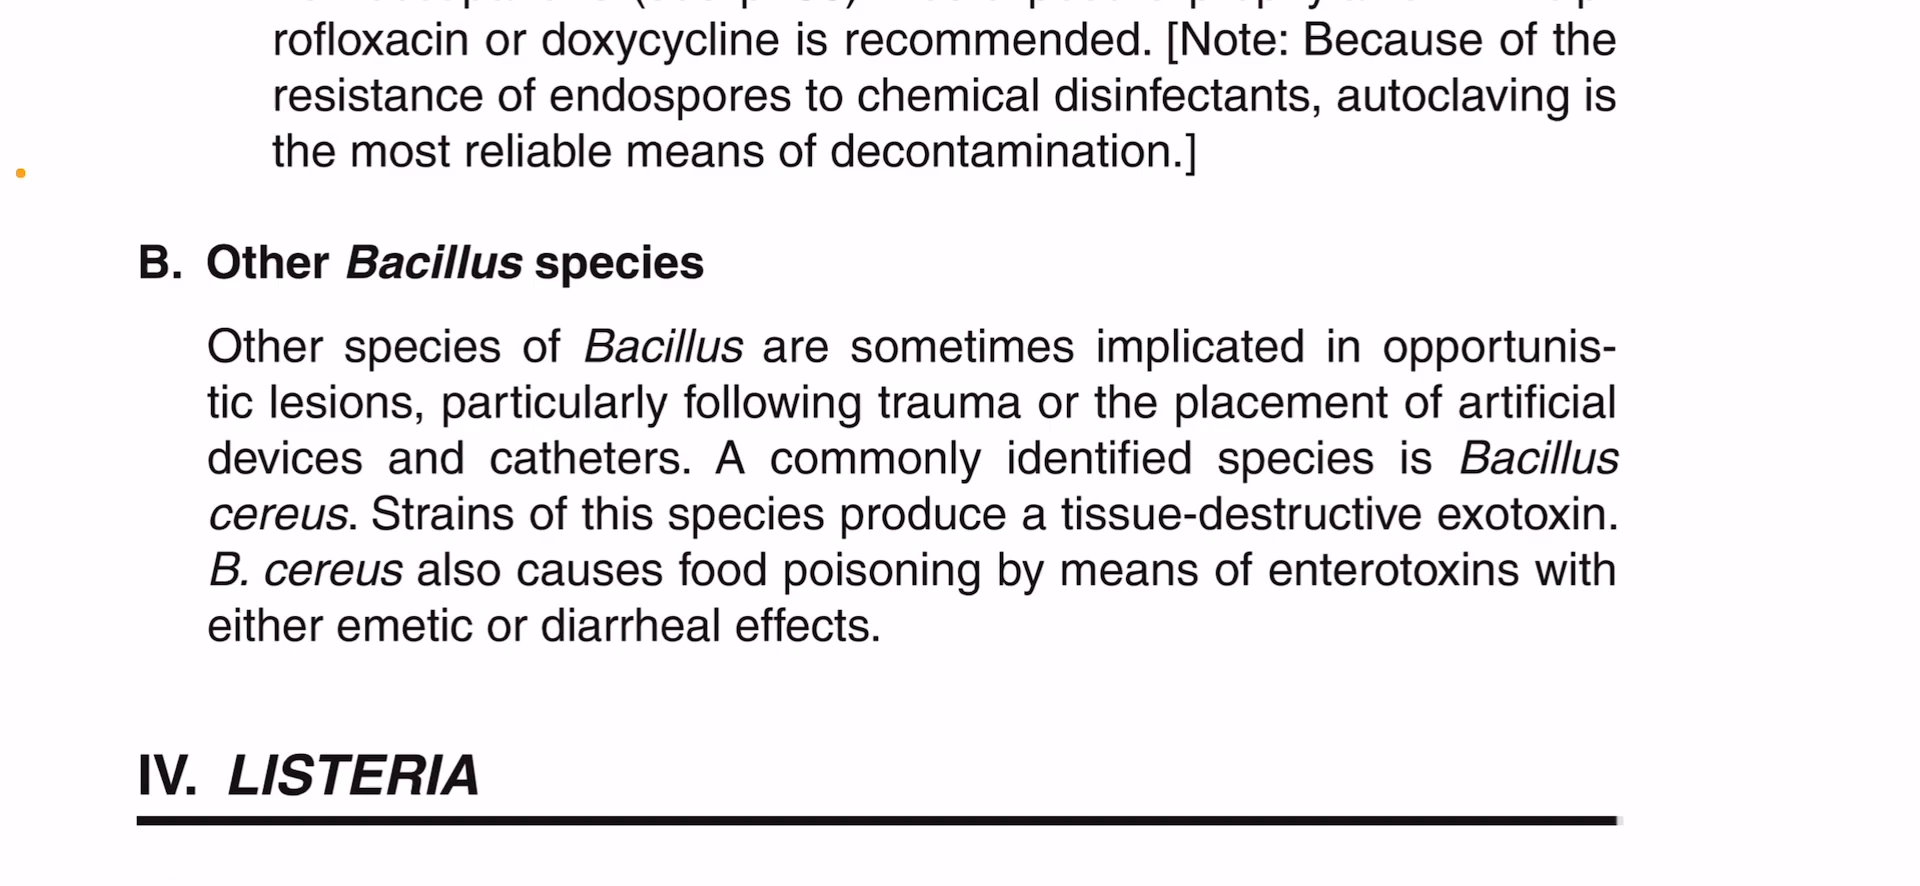 rofloxacin or doxycycline is recommended. [Note: Because of the
resistance of endospores to chemical disinfectants, autoclaving is
the most reliable means of decontamination.]
B. Other Bacillus species
Other species of Bacillus are sometimes implicated in opportunis-
tic lesions, particularly following trauma or the placement of artificial
devices and catheters. A commonly identified species is Bacillus
cereus. Strains of this species produce a tissue-destructive exotoxin.
B. cereus also causes food poisoning by means of enterotoxins with
either emetic or diarrheal effects.
IV. LISTERIA